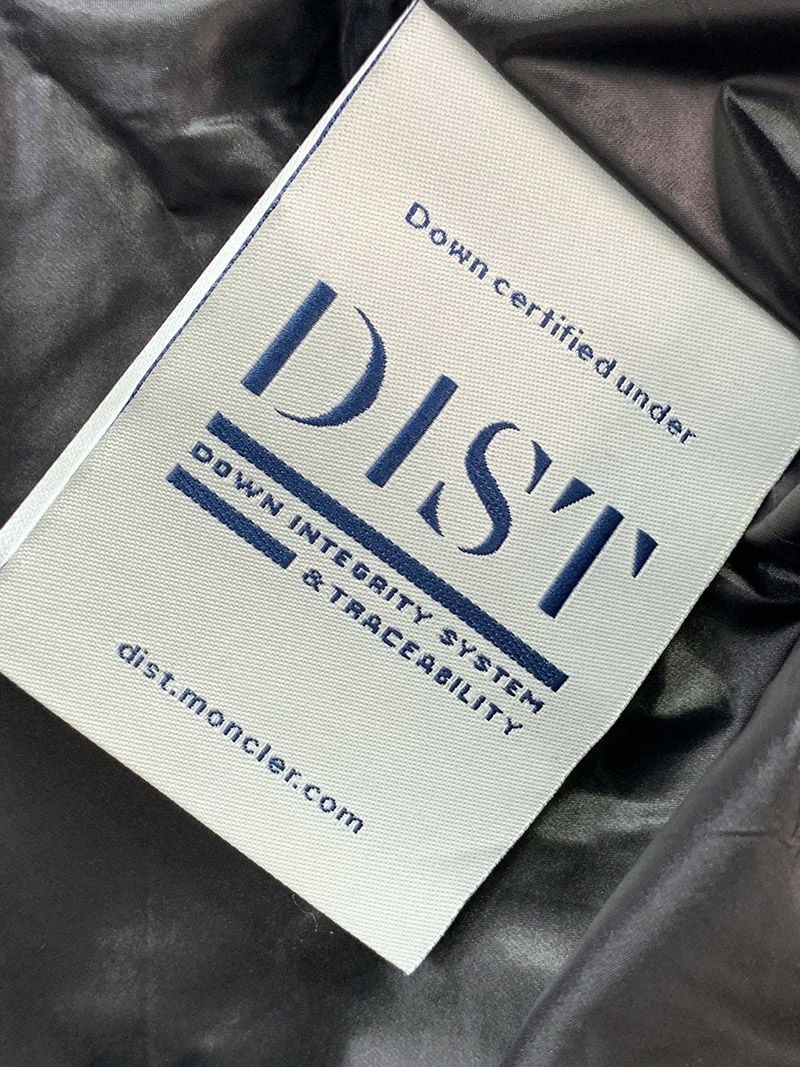 Down certified under
DIST
DOWN INTEGRITY SYSTEM
& TRACEABILITY
dist.moncler.com